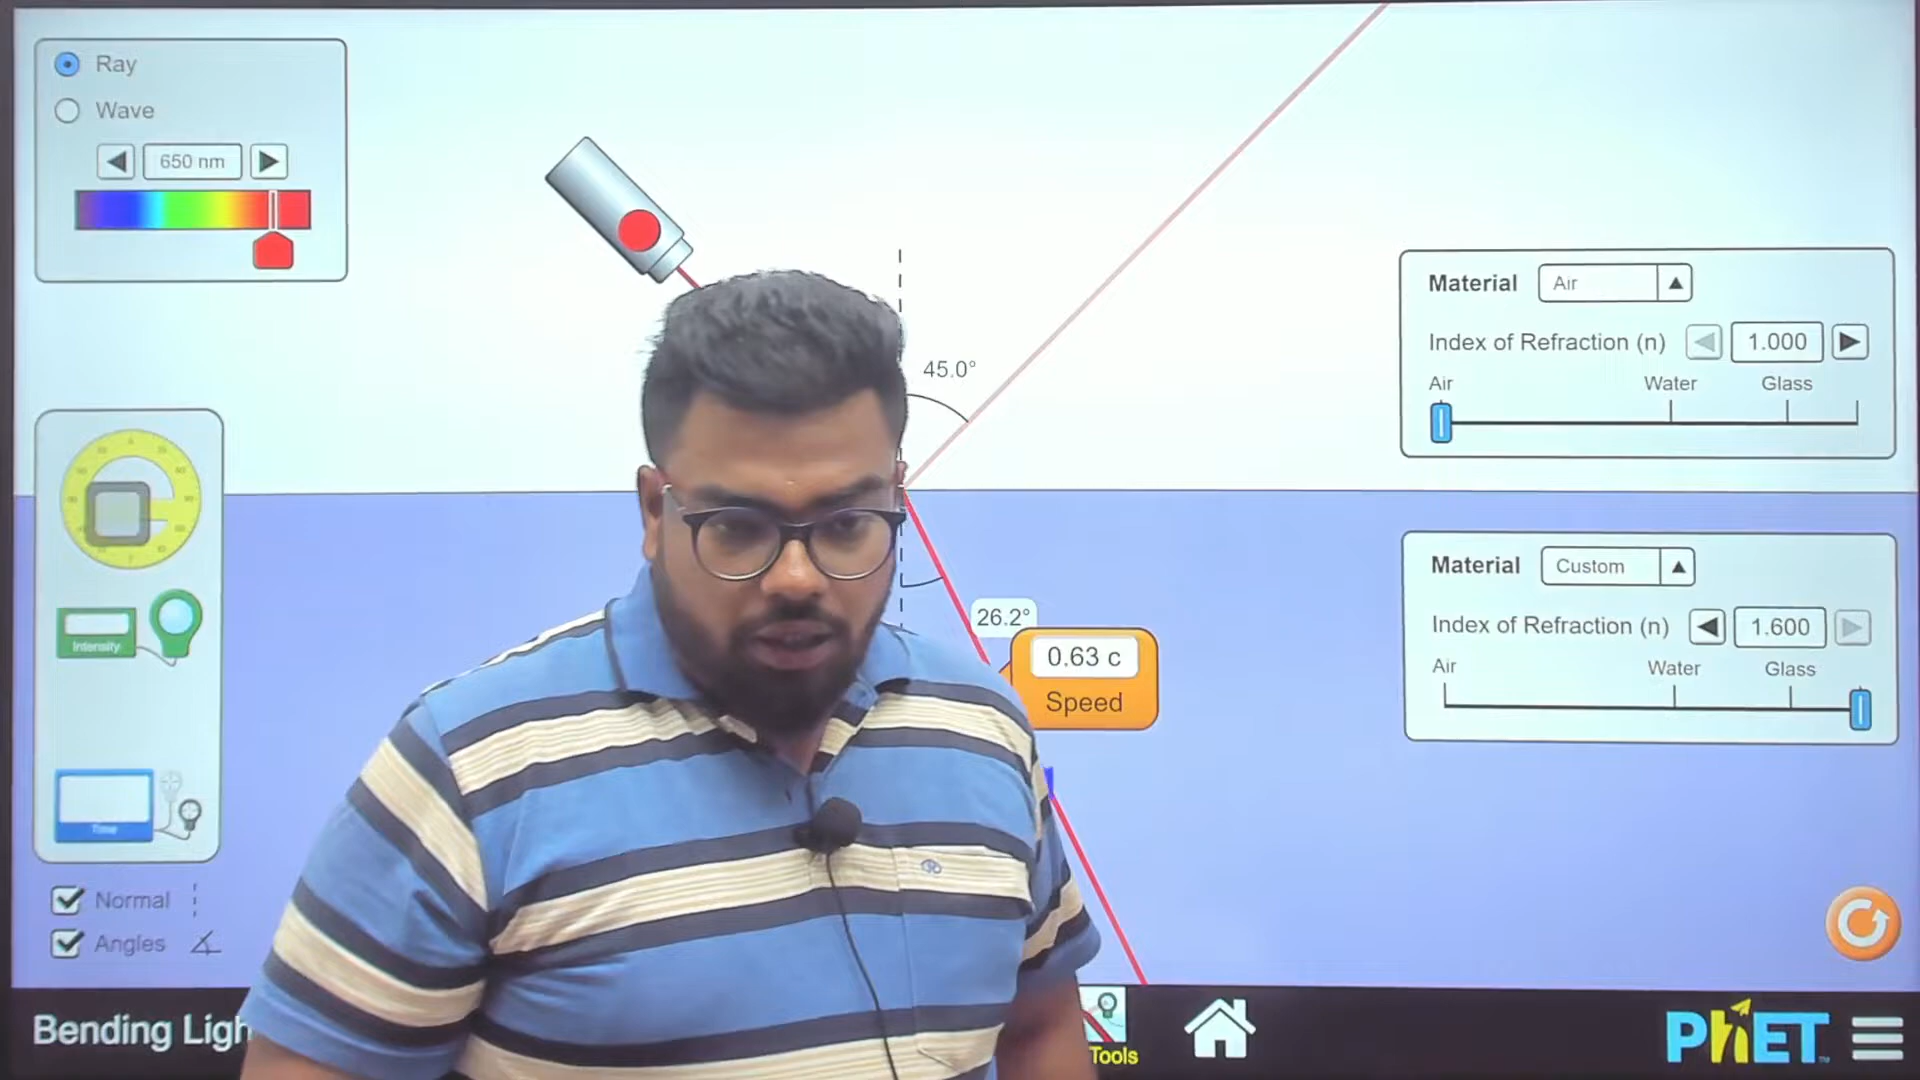 Ray
Wave
650 nm
45.0°
Material Air
Index of Refraction (n) 1.000
Air Water Glass
Material Custom
Index of Refraction (n) 1.600
Air Water Glass
26.2°
0.63 c
Speed
Intensity
Time
Normal
Angles
Bending Ligh
Tools
PhET